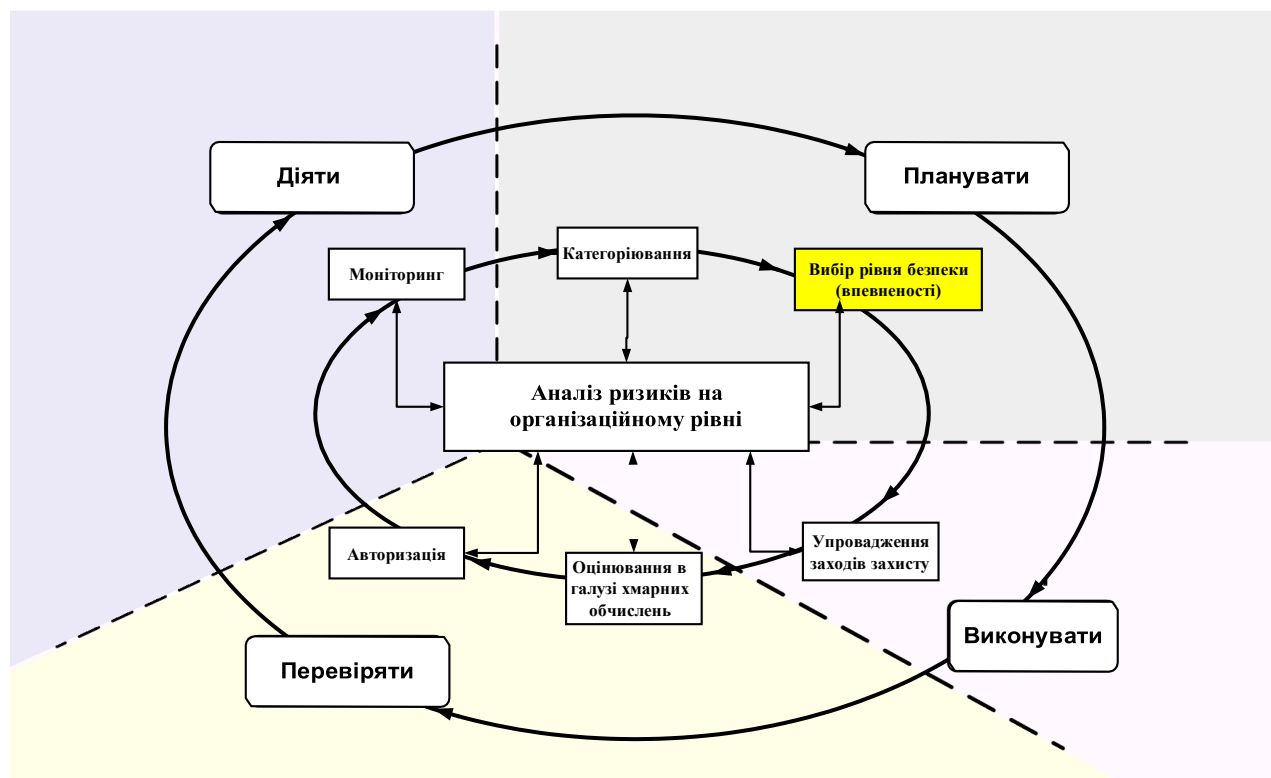 Діяти
Планувати
Моніторинг
Категоріювання
Вибір рівня безпеки
(впевненості)
Аналіз ризиків на
організаційному рівні
Авторизація
Оцінювання в
галузі хмарних
обчислень
Упровадження
заходів захисту
Перевіряти
Виконувати